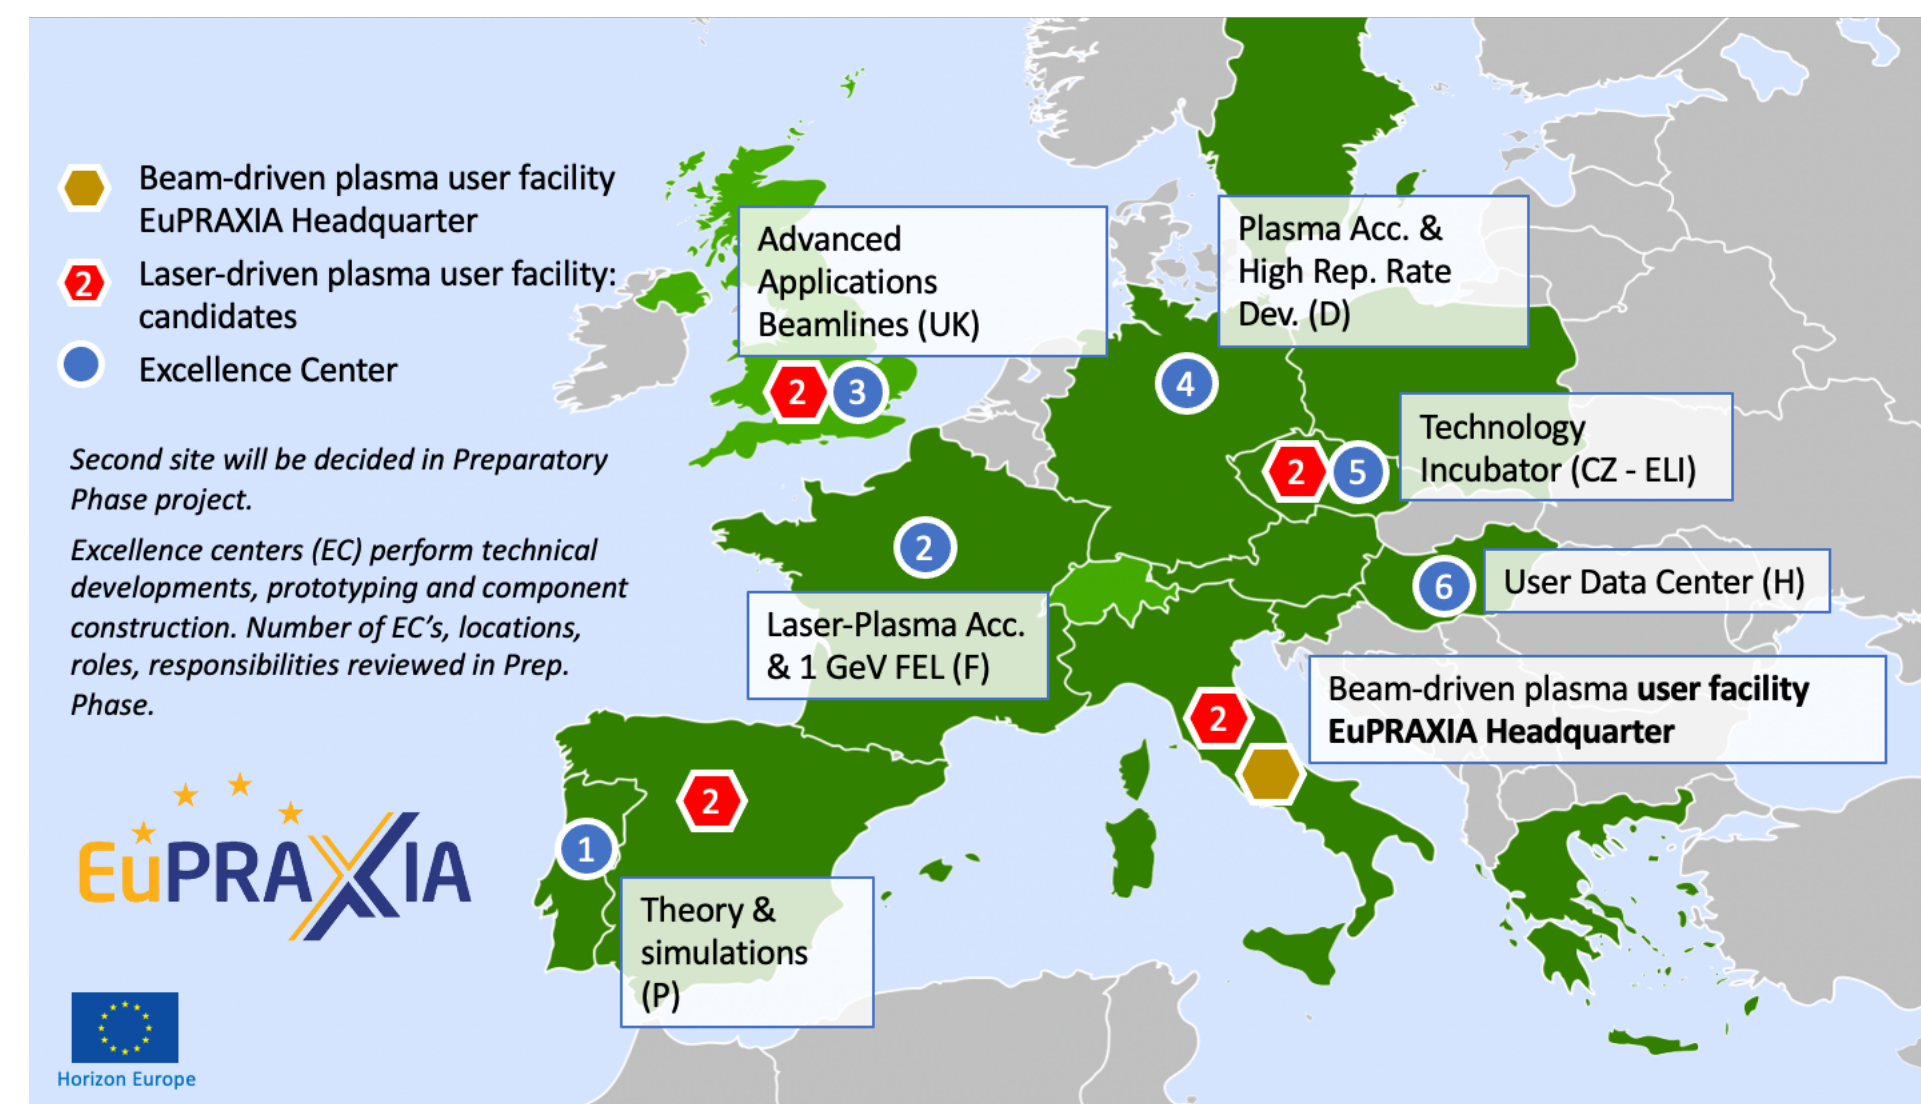 Beam-driven plasma user facility
EuPRAXIA Headquarter
2
Laser-driven plasma user facility:
candidates
Excellence Center
Second site will be decided in Preparatory
Phase project.
Excellence centers (EC) perform technical
developments, prototyping and component
construction. Number of EC’s, locations,
roles, responsibilities reviewed in Prep.
Phase.
EuPRAXIA
Horizon Europe
Advanced
Applications
Beamlines (UK)
2
3
Plasma Acc. &
High Rep. Rate
Dev. (D)
4
Technology
Incubator (CZ - ELI)
2
5
2
Laser-Plasma Acc.
& 1 GeV FEL (F)
6
User Data Center (H)
Beam-driven plasma user facility
EuPRAXIA Headquarter
2
2
1
Theory &
simulations
(P)